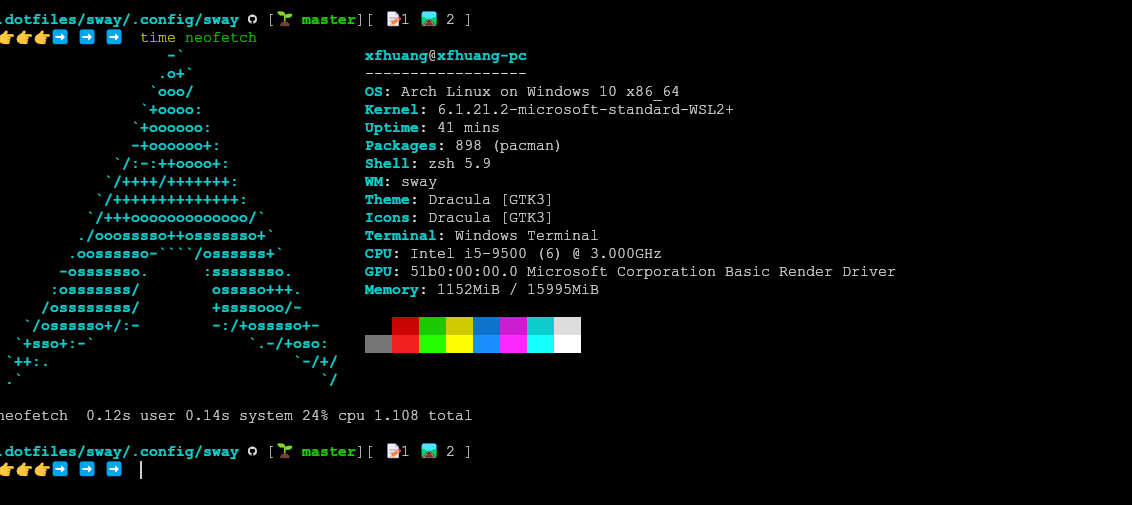 .dotfiles/sway/.config/sway [🌱 master][ 📝1 🛤️ 2 ]
👉👉👉➡️ ➡️ ➡️ time neofetch
                  -`                    xfhuang@xfhuang-pc
                 .o+`                   ------------------
                `ooo/                   OS: Arch Linux on Windows 10 x86_64
               `+oooo:                  Kernel: 6.1.21.2-microsoft-standard-WSL2+
              `+oooooo:                 Uptime: 41 mins
              -+oooooo+:                Packages: 898 (pacman)
            `/:-:++oooo+:               Shell: zsh 5.9
           `/++++/+++++++:              WM: sway
          `/++++++++++++++:             Theme: Dracula [GTK3]
         `/+++ooooooooooooo/`           Icons: Dracula [GTK3]
        ./ooosssso++osssssso+`          Terminal: Windows Terminal
       .oossssso-````/ossssss+`         CPU: Intel i5-9500 (6) @ 3.000GHz
      -osssssso.      :ssssssso.        GPU: 51b0:00:00.0 Microsoft Corporation Basic Render Driver
     :osssssss/        osssso+++.       Memory: 1152MiB / 15995MiB
    /ossssssss/        +ssssooo/-
  `/ossssso+/:-        -:/+osssso+-
 `+sso+:-`                 `.-/+oso:
`++:.                           `-/+/
.`                                 `/
neofetch  0.12s user 0.14s system 24% cpu 1.108 total
.dotfiles/sway/.config/sway [🌱 master][ 📝1 🛤️ 2 ]
👉👉👉➡️ ➡️ ➡️